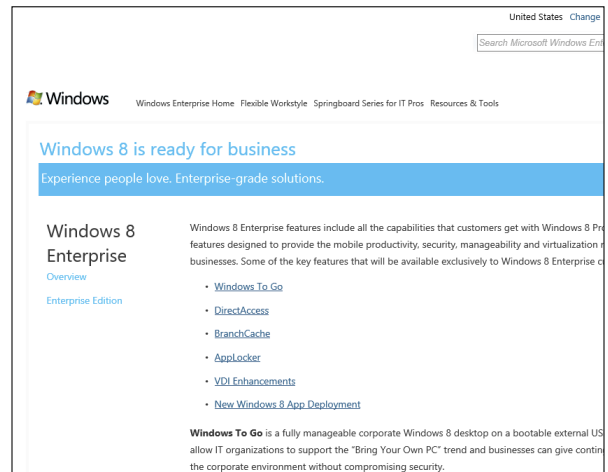 United States Change
Search Microsoft Windows
Windows
Windows Enterprise Home Flexible Workstyle Springboard Series for IT Pros Resources & Tools
Windows 8 is ready for business
Experience people love. Enterprise-grade solutions.
Windows 8
Enterprise
Overview
Enterprise Edition
Windows 8 Enterprise features include all the capabilities that customers get with Windows 8
features designed to provide the mobile productivity, security, manageability and virtualization
businesses. Some of the key features that will be available exclusively to Windows 8 Enterprise
• Windows To Go
• DirectAccess
• BranchCache
• AppLocker
• VDI Enhancements
• New Windows 8 App Deployment
Windows To Go is a fully manageable corporate Windows 8 desktop on a bootable external
allow IT organizations to support the “Bring Your Own PC” trend and businesses can give
the corporate environment without compromising security.